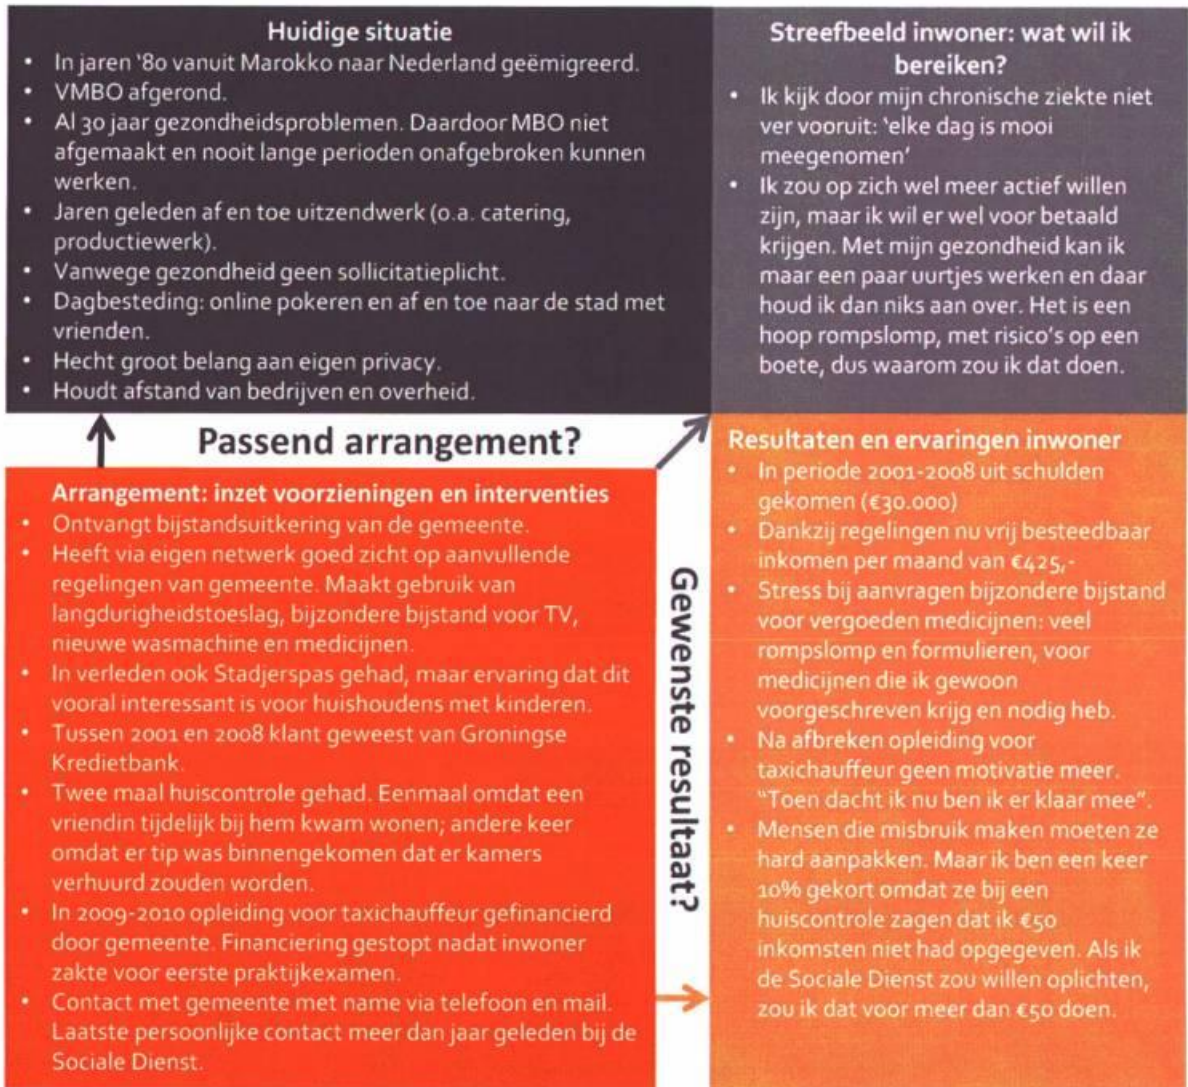 Huidige situatie
• In jaren '80 vanuit Marokko naar Nederland geëmigreerd.
• VMBO afgerond.
• Al 30 jaar gezondheidsproblemen. Daardoor MBO niet
afgemaakt en nooit lange perioden onafgebroken kunnen
werken.
• Jaren geleden af en toe uitzendwerk (o.a. catering,
productiewerk).
• Vanwege gezondheid geen sollicitatieplicht.
• Dagbesteding: online pokeren en af en toe naar de stad met
vrienden.
• Hecht groot belang aan eigen privacy.
• Houdt afstand van bedrijven en overheid.
Streefbeeld inwoner: wat wil ik
bereiken?
• Ik kijk door mijn chronische ziekte niet
ver vooruit: 'elke dag is mooi
meegenomen'
• Ik zou op zich wel meer actief willen
zijn, maar ik wil er wel voor betaald
krijgen. Met mijn gezondheid kan ik
maar een paar uurtjes werken en daar
houd ik dan niks aan over. Het is een
hoop rompslomp, met risico's op een
boete, dus waarom zou ik dat doen.
Passend arrangement?
Arrangement: inzet voorzieningen en interventies
• Ontvangt bijstandsuitkering van de gemeente.
• Heeft via eigen netwerk goed zicht op aanvullende
regelingen van gemeente. Maakt gebruik van
langdurigheidstoeslag, bijzondere bijstand voor TV,
nieuwe wasmachine en medicijnen.
• In verleden ook Stadjerspas gehad, maar ervaring dat dit
vooral interessant is voor huishoudens met kinderen.
• Tussen 2001 en 2008 klant geweest van Groningse
Kredietbank.
• Twee maal huiscontrole gehad. Eenmaal omdat een
vriendin tijdelijk bij hem kwam wonen; andere keer
omdat er tip was binnengekomen dat er kamers
verhuurd zouden worden.
• In 2009-2010 opleiding voor taxichauffeur gefinancierd
door gemeente. Financiering gestopt nadat inwoner
zakte voor eerste praktijkexamen.
• Contact met gemeente met name via telefoon en mail.
Laatste persoonlijke contact meer dan jaar geleden bij de
Sociale Dienst.
Gewenste resultaat?
Resultaten en ervaringen inwoner
• In periode 2001-2008 uit schulden
gekomen (€30.000)
• Dankzij regelingen nu vrij besteedbaar
inkomen per maand van €425,-
• Stress bij aanvragen bijzondere bijstand
voor vergoeden medicijnen: veel
rompslomp en formulieren, voor
medicijnen die ik gewoon
voorgeschreven krijg en nodig heb.
• Na afbreken opleiding voor
taxichauffeur geen motivatie meer.
"Toen dacht ik nu ben ik er klaar mee".
• Mensen die misbruik maken moeten ze
hard aanpakken. Maar ik ben een keer
10% gekort omdat ze bij een
huiscontrole zagen dat ik €50
inkomsten niet had opgegeven. Als ik
de Sociale Dienst zou willen oplichten,
zou ik dat voor meer dan €50 doen.